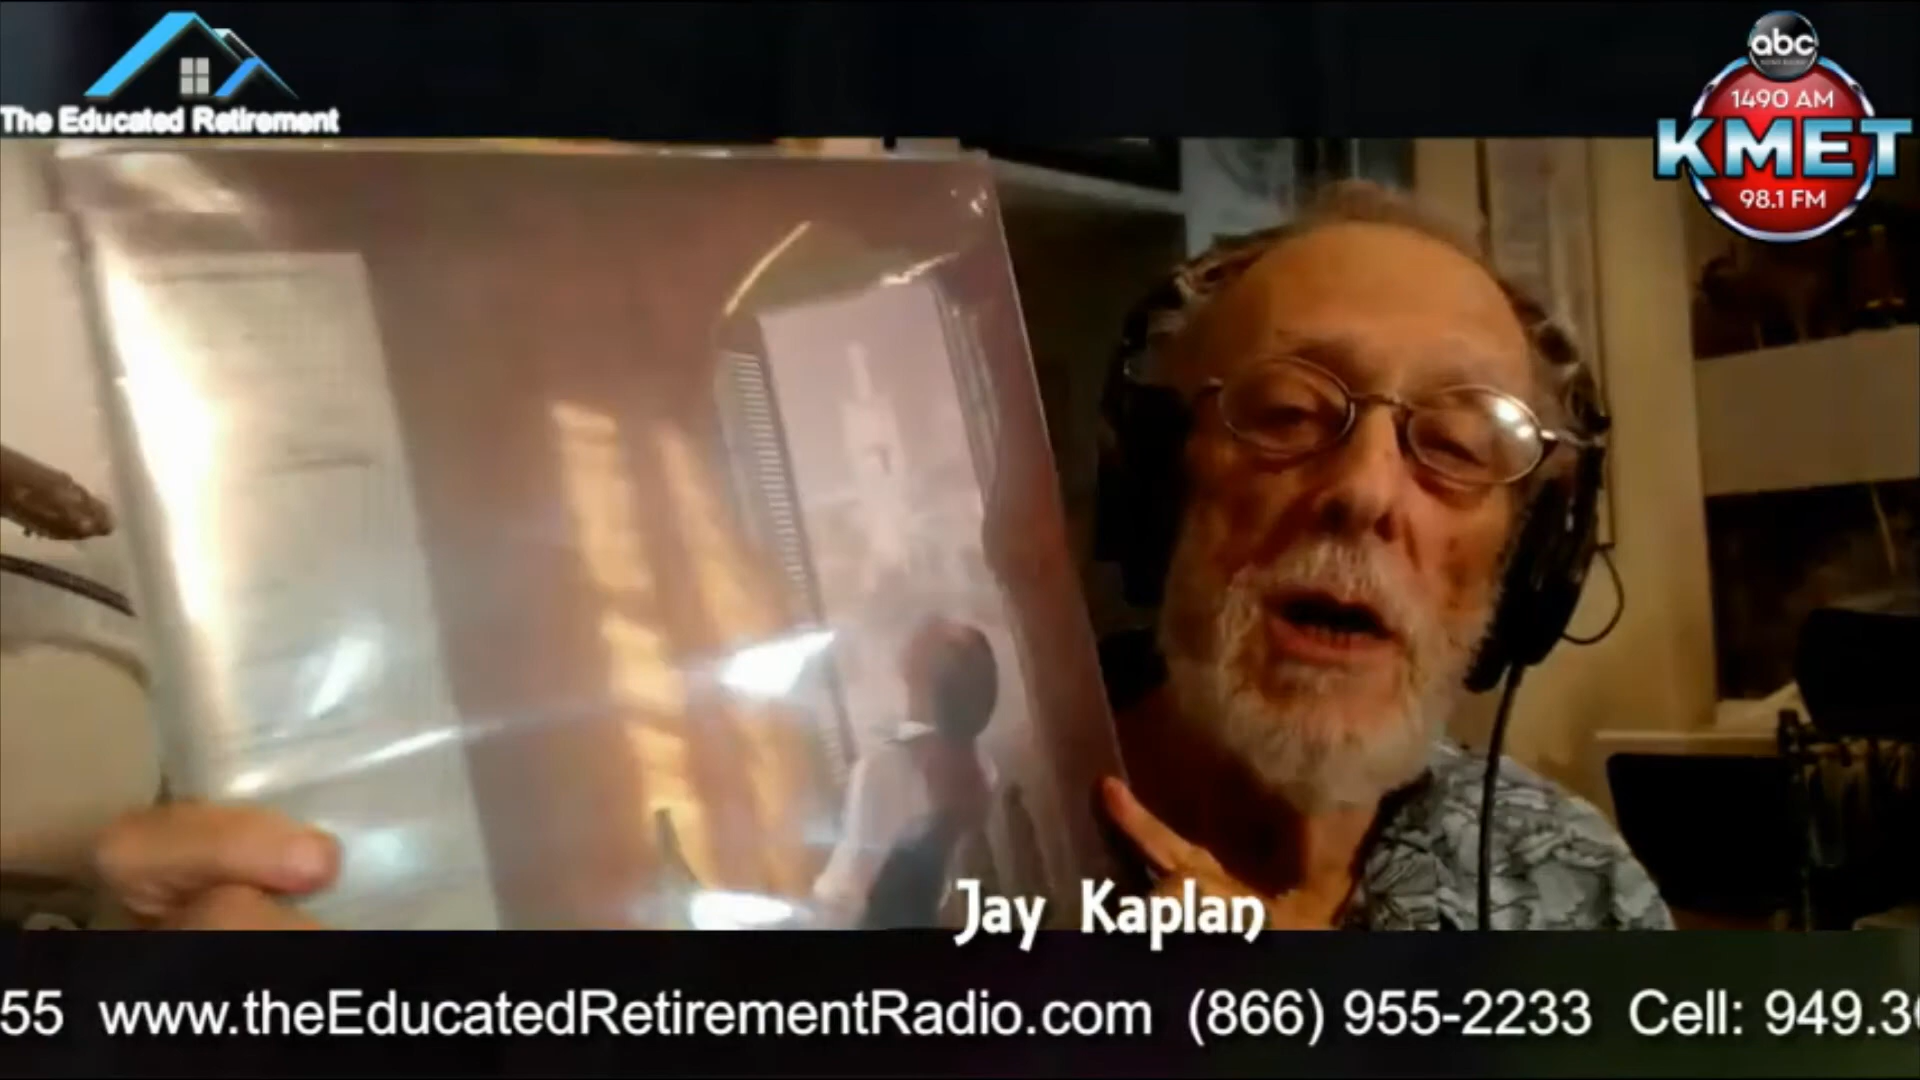 The Educated Retirement
abc
1490 AM
KMET
98.1 FM
Jay Kaplan
55 www.theEducatedRetirementRadio.com (866) 955-2233 Cell: 949.3